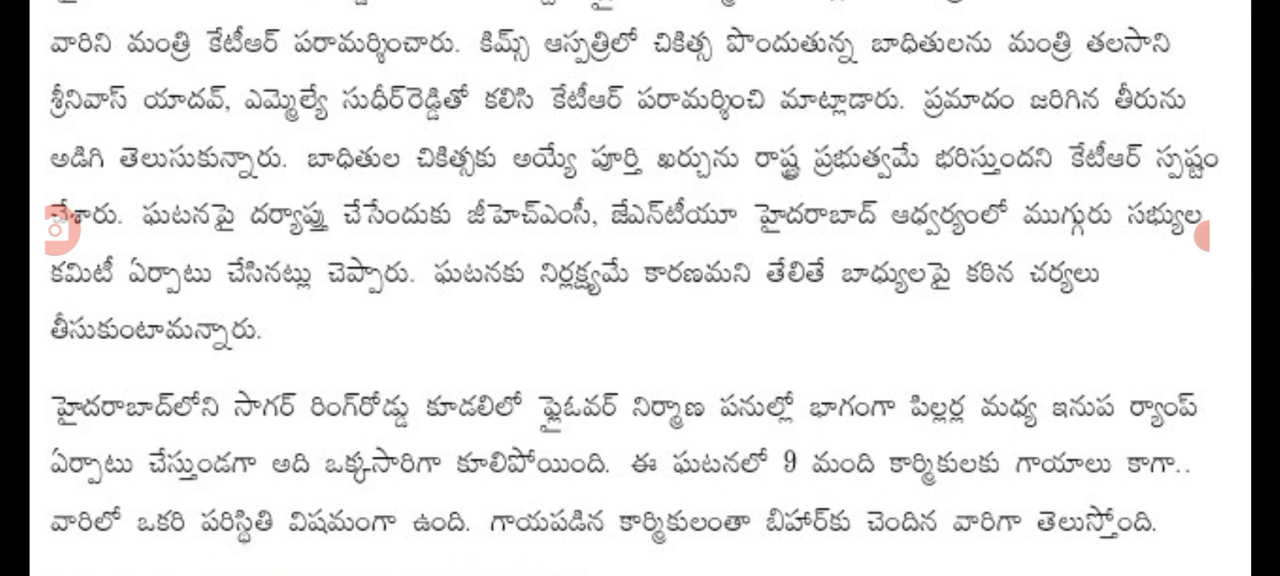 వారిని మంత్రి కేటీఆర్ పరామర్శించారు. కిమ్స్ ఆస్పత్రిలో చికిత్స పొందుతున్న బాధితులను మంత్రి తలసాని
శ్రీనివాస్ యాదవ్, ఎమ్మెల్యే సుధీర్‌రెడ్డితో కలిసి కేటీఆర్ పరామర్శించి మాట్లాడారు. ప్రమాదం జరిగిన తీరును
అడిగి తెలుసుకున్నారు. బాధితుల చికిత్సకు అయ్యే పూర్తి ఖర్చును రాష్ట్ర ప్రభుత్వమే భరిస్తుందని కేటీఆర్ స్పష్టం
చేశారు. ఘటనపై దర్యాప్తు చేసేందుకు జీహెచ్ఎంసీ, జేఎన్‌టీయూ హైదరాబాద్ ఆధ్వర్యంలో ముగ్గురు సభ్యుల
కమిటీ ఏర్పాటు చేసినట్లు చెప్పారు. ఘటనకు నిర్లక్ష్యమే కారణమని తేలితే బాధ్యులపై కఠిన చర్యలు
తీసుకుంటామన్నారు.
హైదరాబాద్‌లోని సాగర్ రింగ్‌రోడ్డు కూడలిలో ఫ్లైఓవర్ నిర్మాణ పనుల్లో భాగంగా పిల్లర్ల మధ్య ఇనుప ర్యాంప్
ఏర్పాటు చేస్తుండగా అది ఒక్కసారిగా కూలిపోయింది. ఈ ఘటనలో 9 మంది కార్మికులకు గాయాలు కాగా..
వారిలో ఒకరి పరిస్థితి విషమంగా ఉంది. గాయపడిన కార్మికులంతా బిహార్‌కు చెందిన వారిగా తెలుస్తోంది.